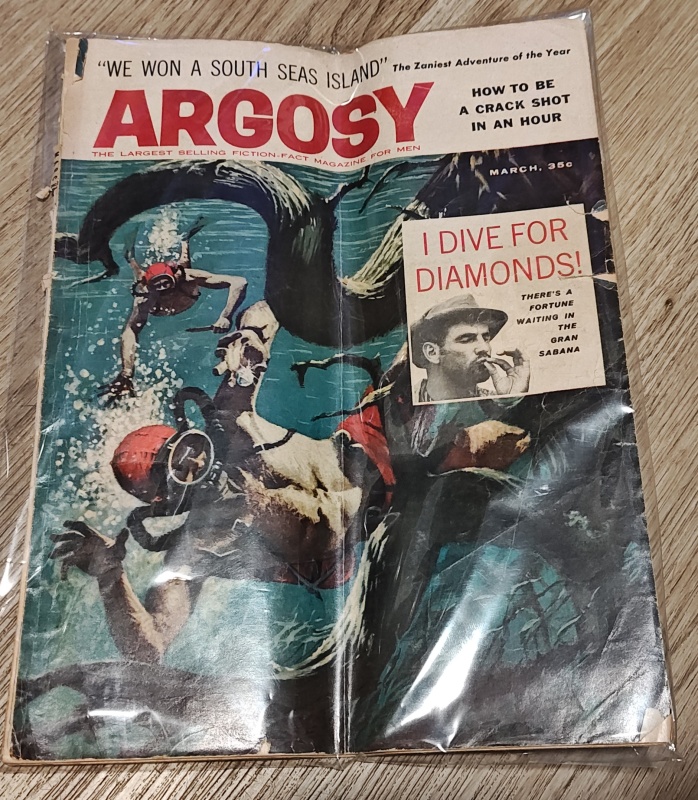 "WE WON A SOUTH SEAS ISLAND" The Zaniest Adventure of the Year
ARGOSY
HOW TO BE
A CRACK SHOT
IN AN HOUR
THE LARGEST SELLING FICTION-FACT MAGAZINE FOR MEN
MARCH, 35c
I DIVE FOR
DIAMONDS!
THERE'S A
FORTUNE
WAITING IN
THE
GRAN
SABANA